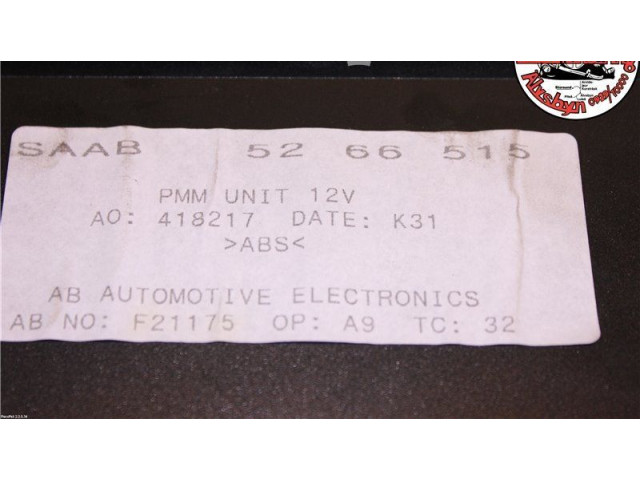 SAAB 52 66 515
PMM UNIT 12V
AO: 418217 DATE: K31
>ABS<
AB AUTOMOTIVE ELECTRONICS
AB NO: F21175 OP: A9 TC: 32